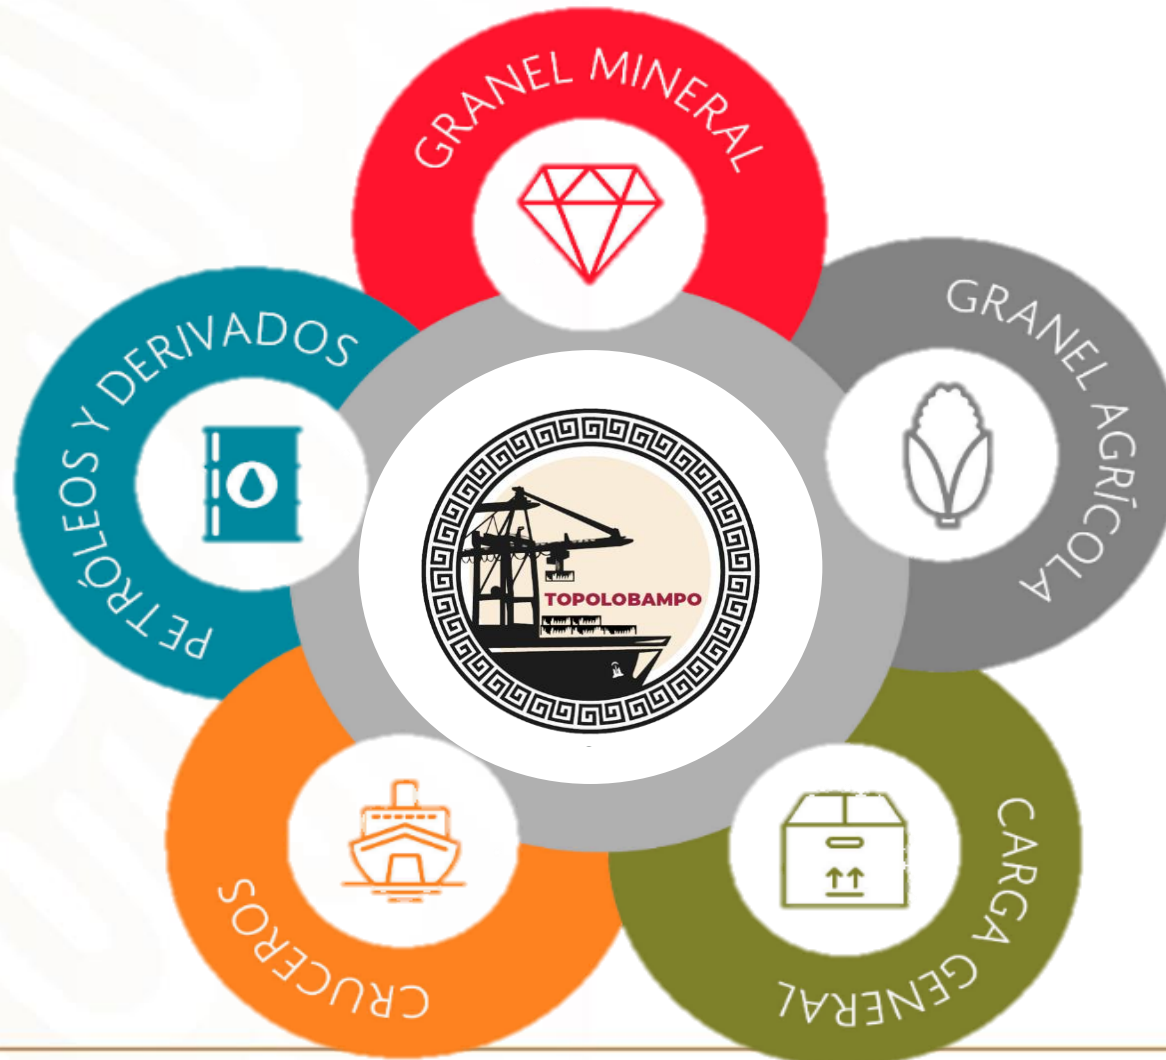 GRANEL MINERAL
GRANEL AGRÍCOLA
CARGA GENERAL
CRUCEROS
PETRÓLEOS Y DERIVADOS
TOPOLOBAMPO